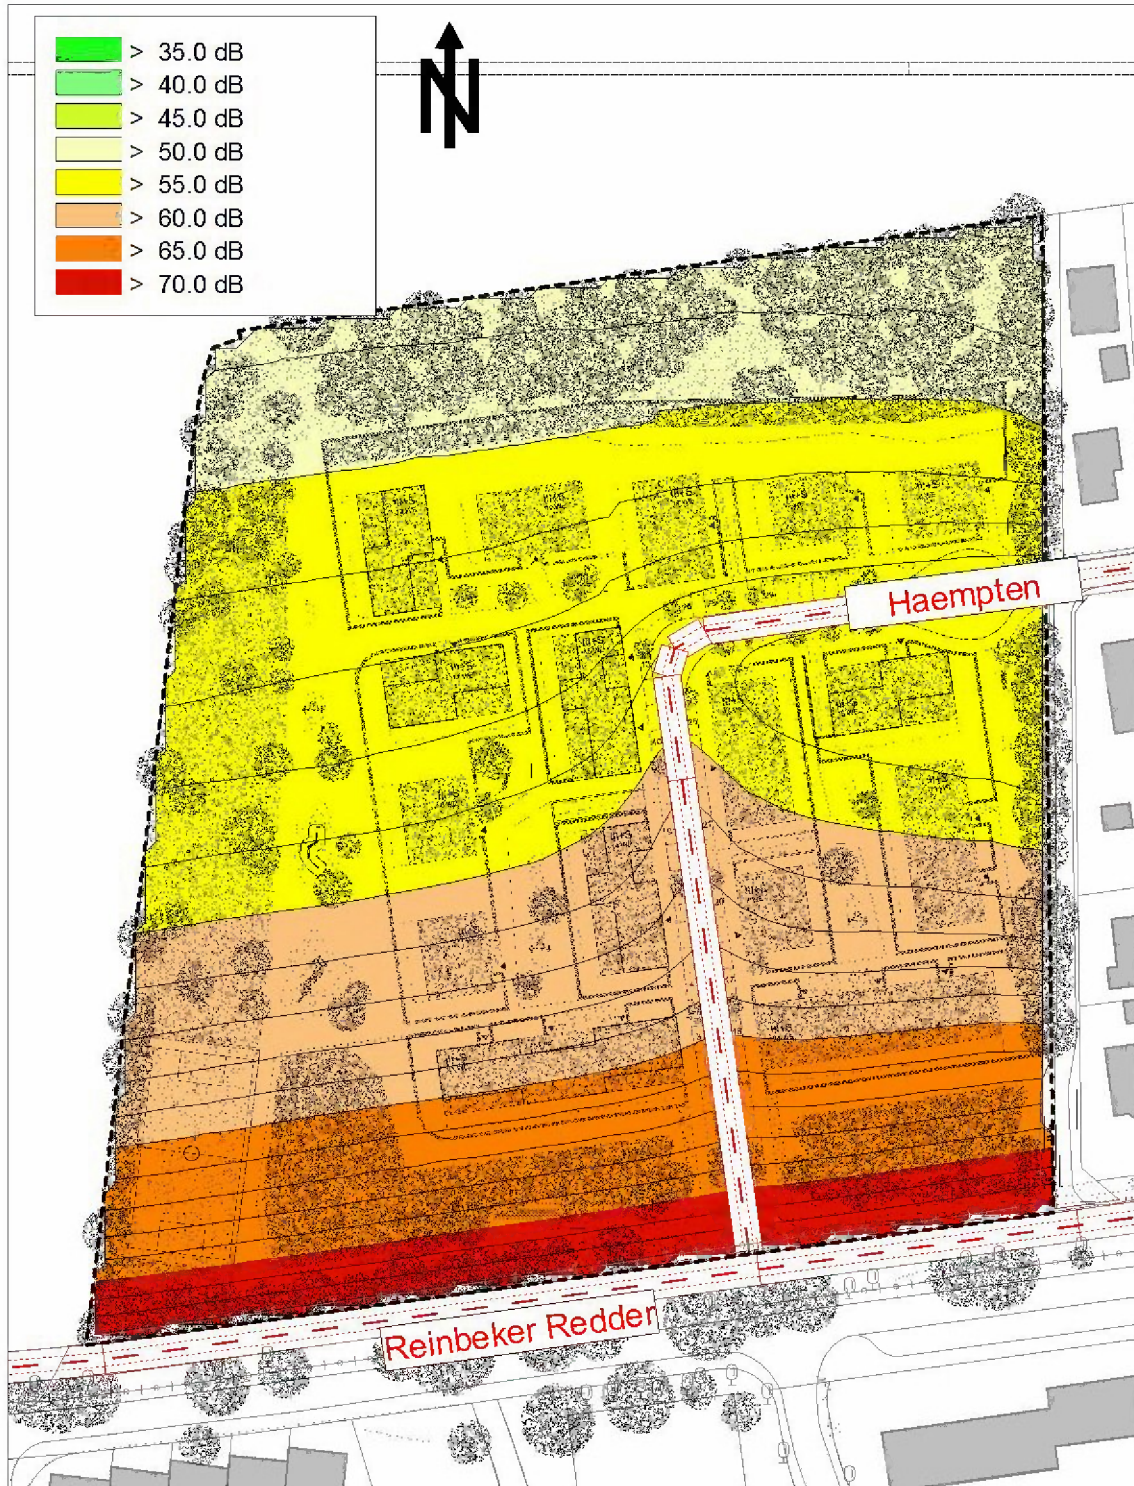 > 35.0 dB
> 40.0 dB
> 45.0 dB
> 50.0 dB
> 55.0 dB
> 60.0 dB
> 65.0 dB
> 70.0 dB
N
Haempten
Reinbeker Redder